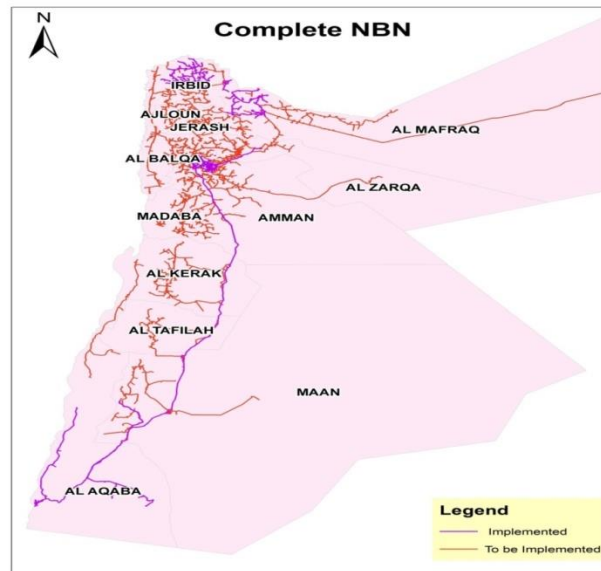 N
Complete NBN
IRBID
AJLOUN
JERASH
AL MAFRAQ
AL BALQA
AL ZARQA
MADABA
AMMAN
AL KERAK
AL TAFILAH
MAAN
AL AQABA
Legend
Implemented
To be Implemented